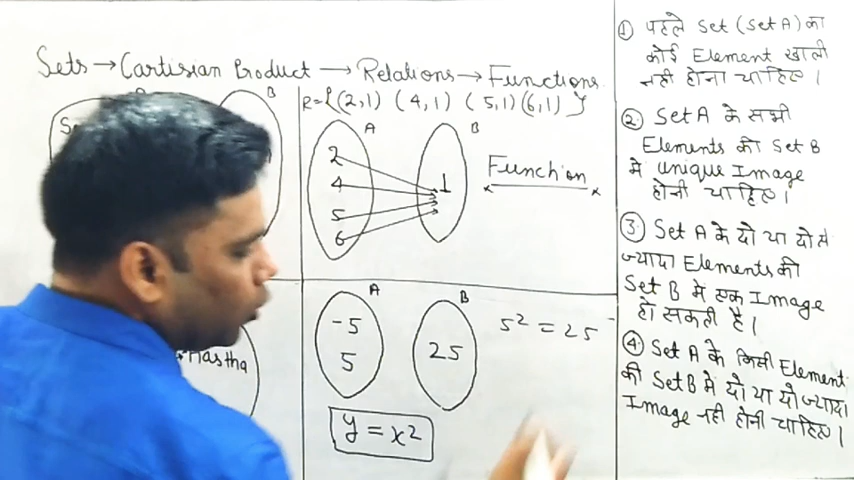 Sets → Cartisian Product → Relations → Functions
B
R = {(2,1) (4,1) (5,1) (6,1)}
A B
2
4
5
6
1
Function
A B
-5
5
25
5² = 25
y = x²
Aastha
① पहले Set (Set A) का
कोई Element खाली
नही होना चाहिए।
② Set A के सभी
Elements की Set B
मे unique Image
होनी चाहिए।
③ Set A के दो या दो से
ज्यादा Elements की
Set B में एक Image
हो सकती है।
④ Set A के किसी Element
की Set B में दो या दो ज्यादा
Image नही होनी चाहिए।